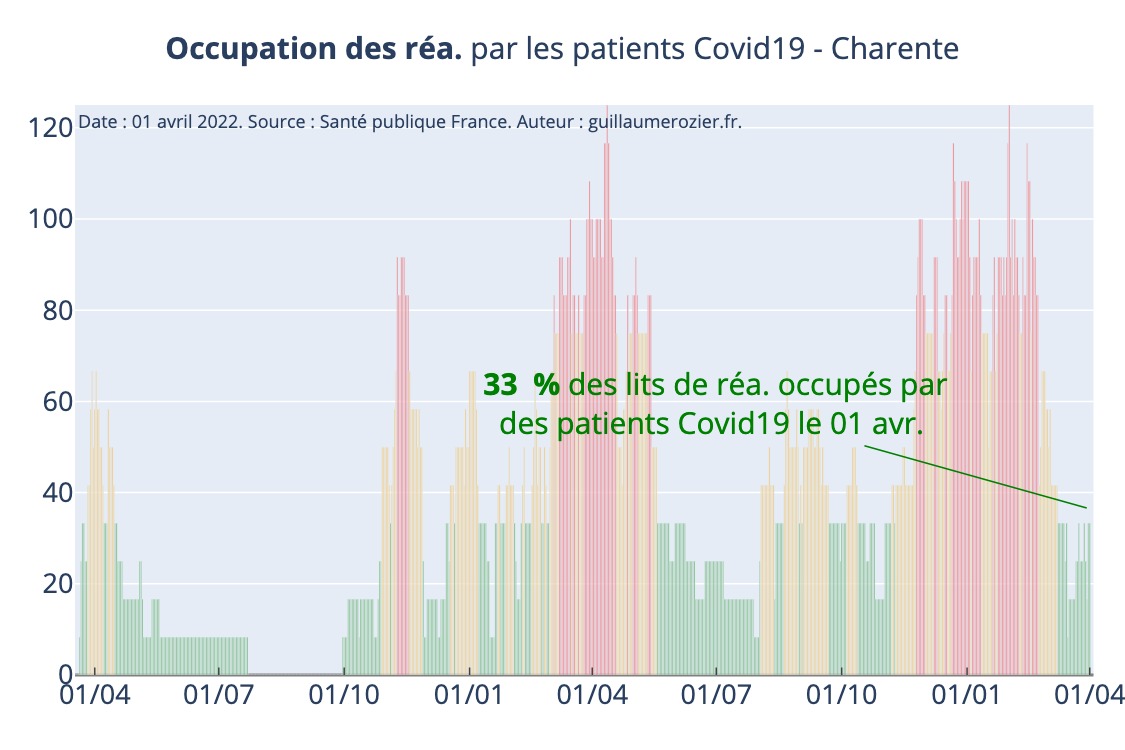 Occupation des réa. par les patients Covid19 - Charente
Date : 01 avril 2022. Source : Santé publique France. Auteur : guillaumerozier.fr.
120
100
80
60
40
20
0
33 % des lits de réa. occupés par
des patients Covid19 le 01 avr.
01/04 01/07 01/10 01/01 01/04 01/07 01/10 01/01 01/04